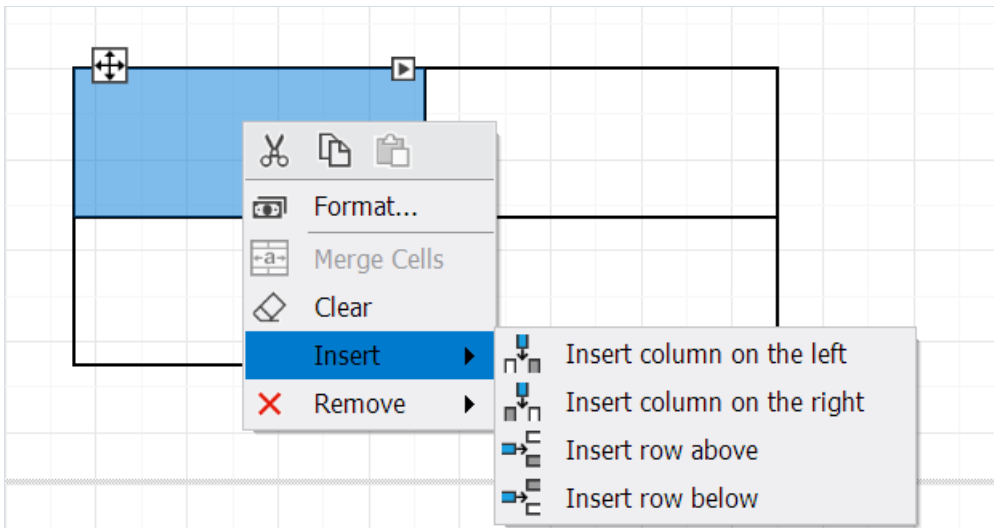 Format...
Merge Cells
Clear
Insert
Remove
Insert column on the left
Insert column on the right
Insert row above
Insert row below